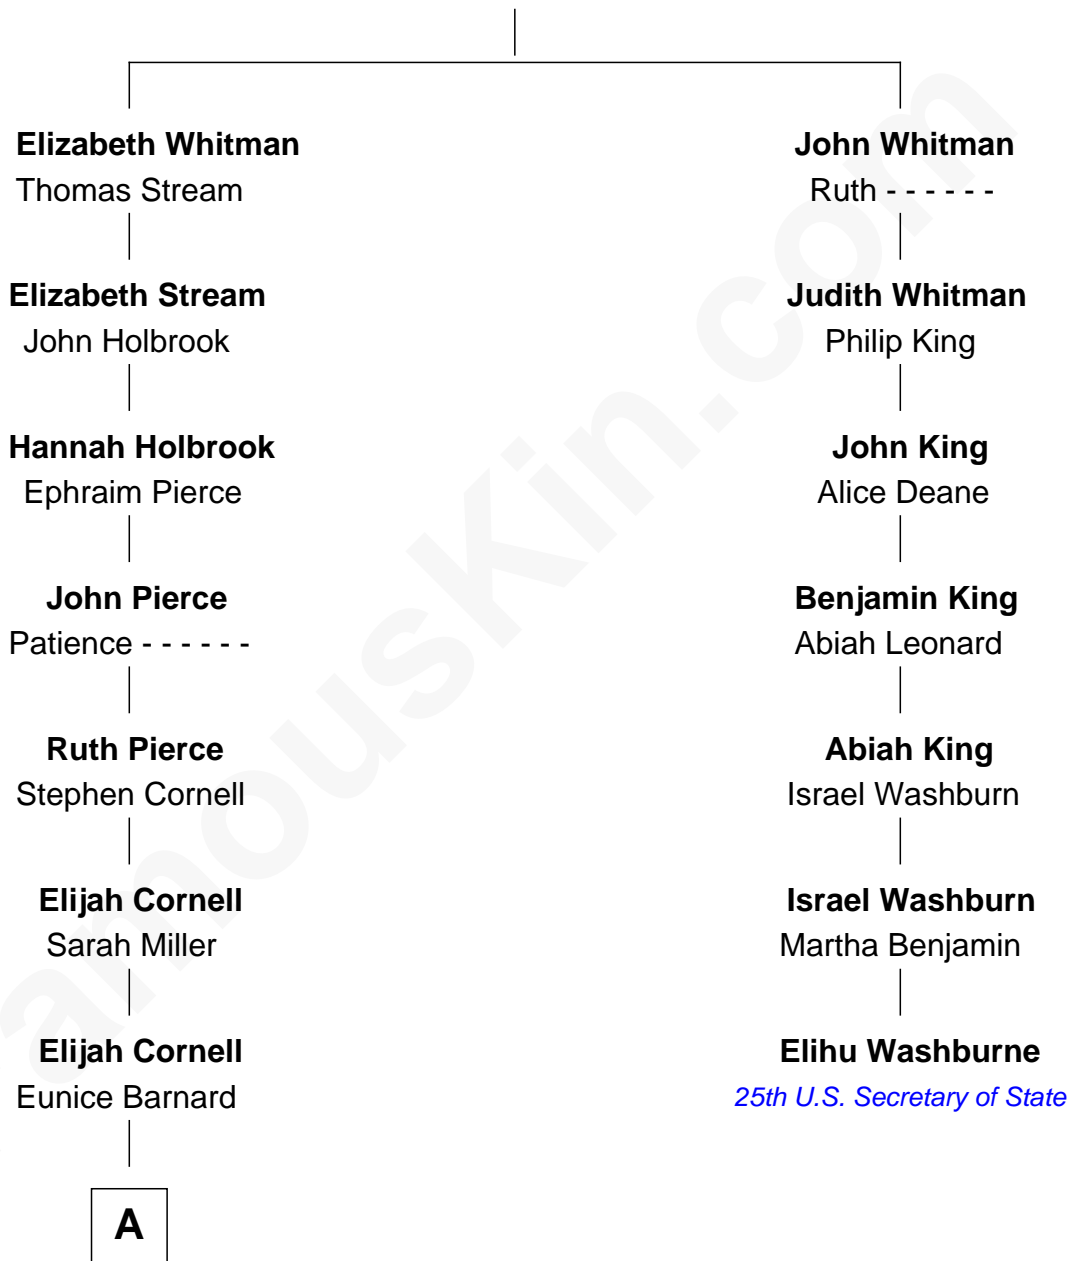 Elizabeth Whitman
Thomas Stream
John Whitman
Ruth - - - - - -
Elizabeth Stream
John Holbrook
Judith Whitman
Philip King
Hannah Holbrook
Ephraim Pierce
John King
Alice Deane
John Pierce
Patience - - - - - -
Benjamin King
Abiah Leonard
Ruth Pierce
Stephen Cornell
Abiah King
Israel Washburn
Elijah Cornell
Sarah Miller
Israel Washburn
Martha Benjamin
Elijah Cornell
Eunice Barnard
Elihu Washburne
25th U.S. Secretary of State
A
amouskin.com